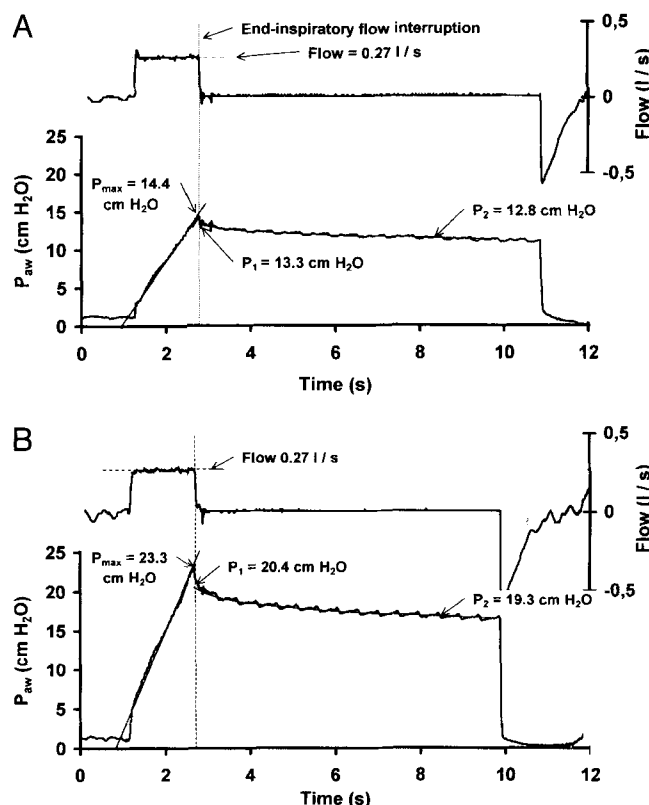 A
End-inspiratory flow interruption
Flow = 0.27 l / s
0,5
0
-0,5
Flow (l / s)
25
20
15
10
5
0
P aw (cm H2O)
Pmax = 14.4
cm H2O
P1 = 13.3 cm H2O
P2 = 12.8 cm H2O
0 2 4 6 8 10 12
Time (s)
B
Flow 0.27 l / s
0,5
0
-0,5
Flow (l / s)
25
20
15
10
5
0
P aw (cm H2O)
Pmax = 23.3
cm H2O
P1 = 20.4 cm H2O
P2 = 19.3 cm H2O
0 2 4 6 8 10 12
Time (s)